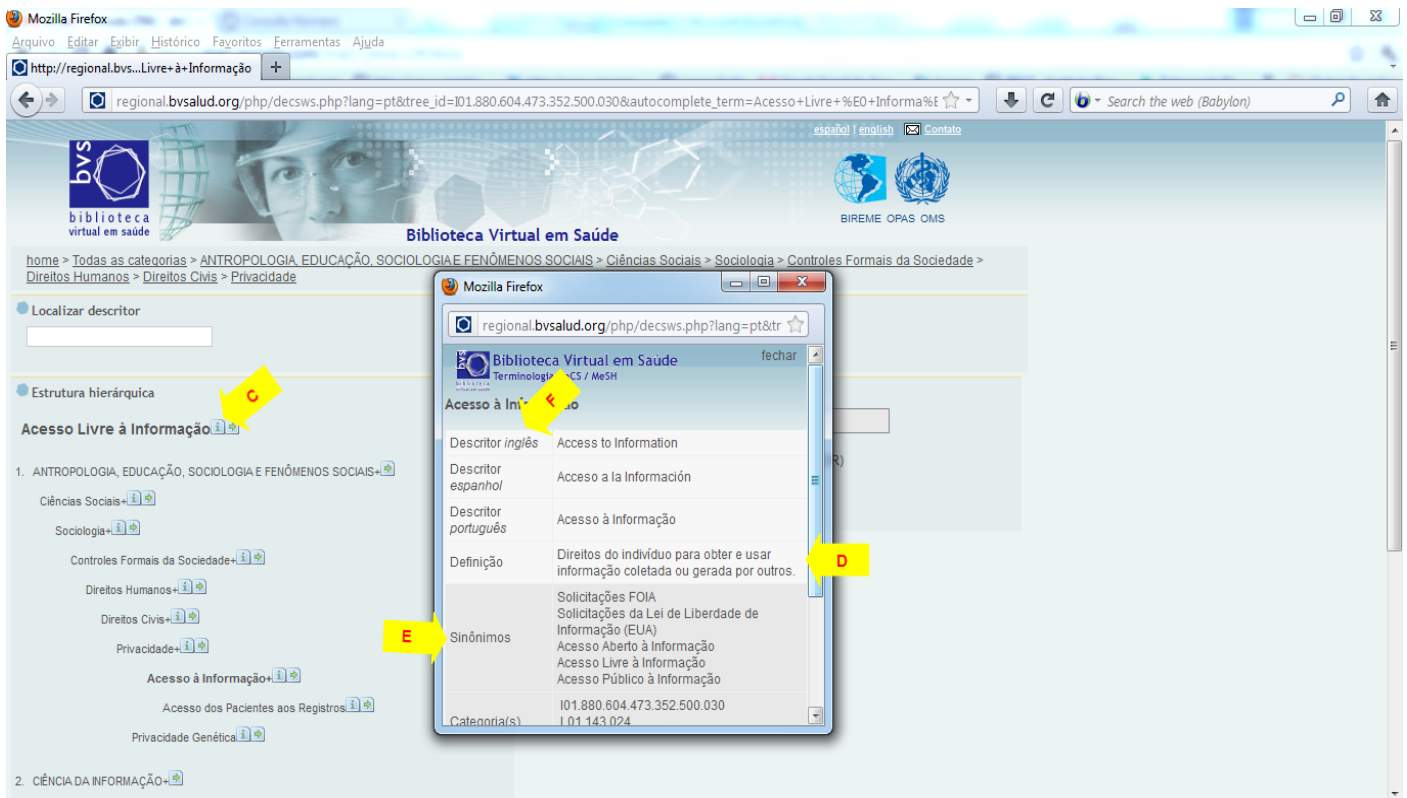 Mozilla Firefox
Arquivo Editar Exibir Histórico Favoritos Ferramentas Ajuda
http://regional.bvs...Livre+à+Informação
regional.bvsalud.org/php/decsws.php?lang=pt&tree_id=I01.880.604.473.352.500.030&autocomplete_term=Acesso+Livre+%E0+Informa%E
Search the web (Babylon)
español | english Contato
bvs
biblioteca
virtual em saúde
BIREME OPAS OMS
Biblioteca Virtual em Saúde
home > Todas as categorias > ANTROPOLOGIA, EDUCAÇÃO, SOCIOLOGIA E FENÔMENOS SOCIAIS > Ciências Sociais > Sociologia > Controles Formais da Sociedade >
Direitos Humanos > Direitos Civis > Privacidade
Localizar descritor
Estrutura hierárquica
C
Acesso Livre à Informação
1. ANTROPOLOGIA, EDUCAÇÃO, SOCIOLOGIA E FENÔMENOS SOCIAIS+
Ciências Sociais+
Sociologia+
Controles Formais da Sociedade+
Direitos Humanos+
Direitos Civis+
Privacidade+
Acesso à Informação+
Acesso dos Pacientes aos Registros
Privacidade Genética
2. CIÊNCIA DA INFORMAÇÃO+
Mozilla Firefox
regional.bvsalud.org/php/decsws.php?lang=pt&tr
Biblioteca Virtual em Saúde
fechar
Terminologia CS / MeSH
F
Acesso à In ão
Descritor inglês Access to Information
Descritor espanhol Acceso a la Información
Descritor português Acesso à Informação
Definição Direitos do indivíduo para obter e usar
informação coletada ou gerada por outros.
D
E
Sinônimos
Solicitações FOIA
Solicitações da Lei de Liberdade de
Informação (EUA)
Acesso Aberto à Informação
Acesso Livre à Informação
Acesso Público à Informação
Categoria(s) I01.880.604.473.352.500.030
L01.143.024
R)